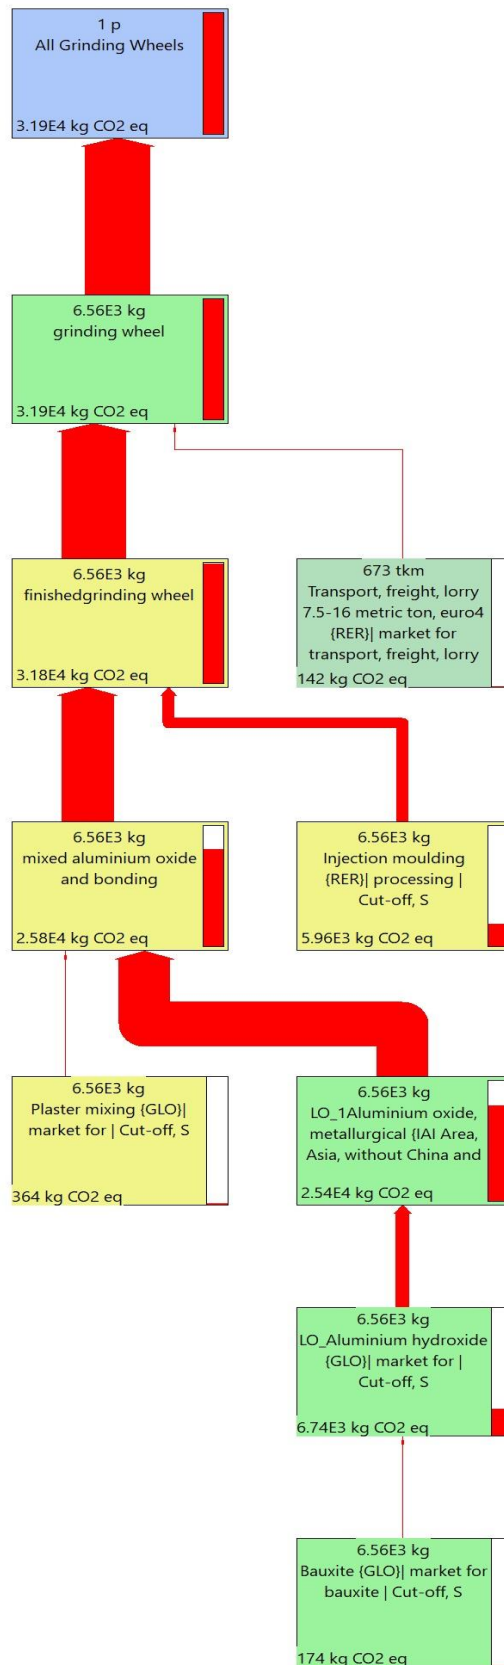 1 p
All Grinding Wheels
3.19E4 kg CO2 eq
6.56E3 kg
grinding wheel
3.19E4 kg CO2 eq
6.56E3 kg
finishedgrinding wheel
3.18E4 kg CO2 eq
673 tkm
Transport, freight, lorry
7.5-16 metric ton, euro4
{RER}| market for
transport, freight, lorry
142 kg CO2 eq
6.56E3 kg
mixed aluminium oxide
and bonding
2.58E4 kg CO2 eq
6.56E3 kg
Injection moulding
{RER}| processing |
Cut-off, S
5.96E3 kg CO2 eq
6.56E3 kg
Plaster mixing {GLO}|
market for | Cut-off, S
364 kg CO2 eq
6.56E3 kg
LO_1Aluminium oxide,
metallurgical {IAI Area,
Asia, without China and
2.54E4 kg CO2 eq
6.56E3 kg
LO_Aluminium hydroxide
{GLO}| market for |
Cut-off, S
6.74E3 kg CO2 eq
6.56E3 kg
Bauxite {GLO}| market for
bauxite | Cut-off, S
174 kg CO2 eq